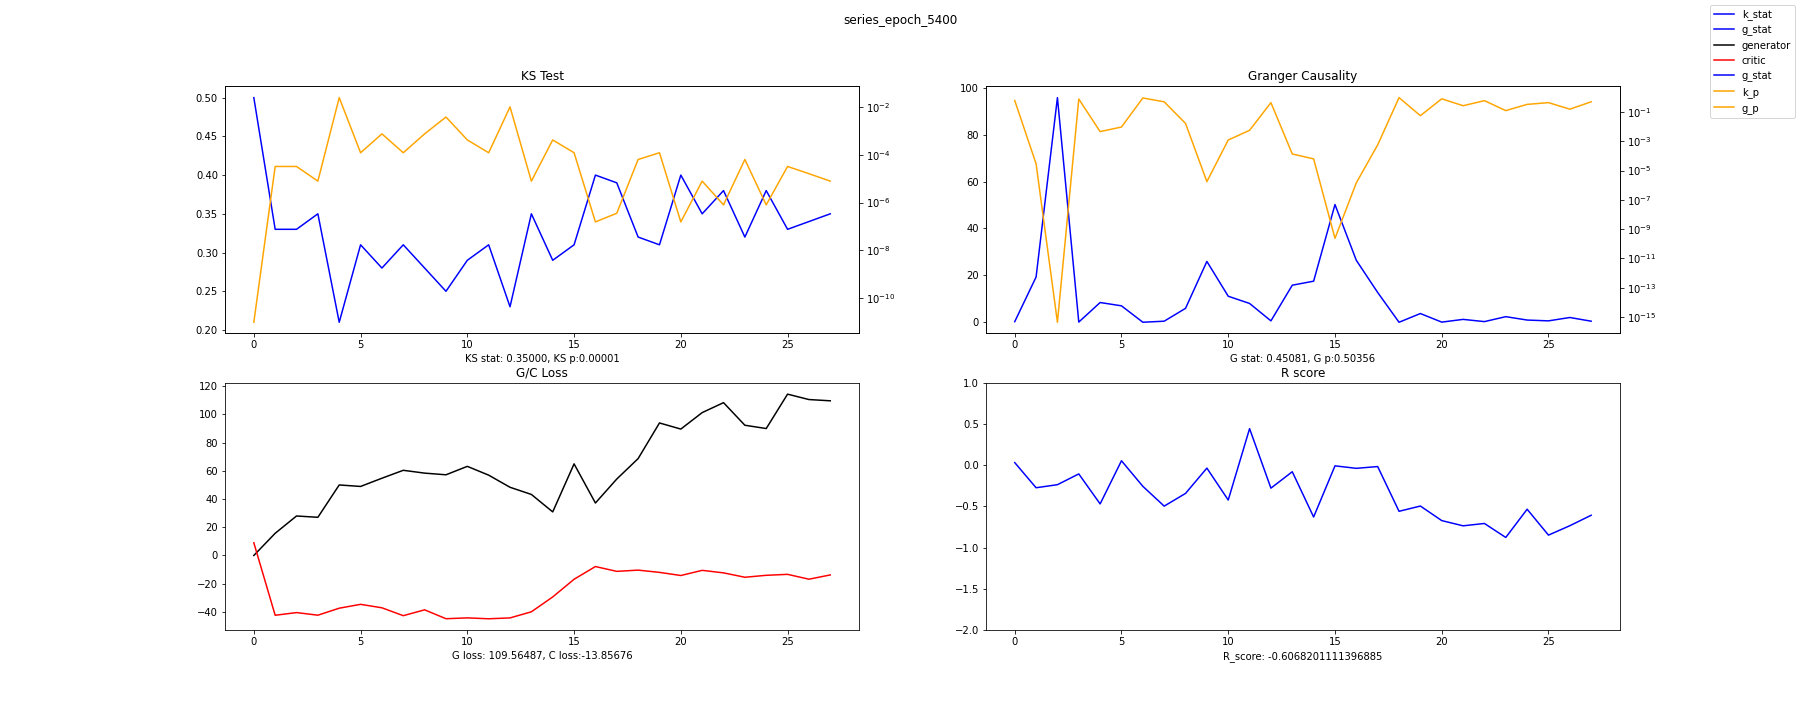 series_epoch_5400
k_stat
g_stat
generator
critic
g_stat
k_p
g_p
KS Test
0.50
0.45
0.40
0.35
0.30
0.25
0.20
10⁻²
10⁻⁴
10⁻⁶
10⁻⁸
10⁻¹⁰
0 5 10 15 20 25
KS stat: 0.35000, KS p:0.00001
Granger Causality
100
80
60
40
20
0
10⁻¹
10⁻³
10⁻⁵
10⁻⁷
10⁻⁹
10⁻¹¹
10⁻¹³
10⁻¹⁵
0 5 10 15 20 25
G stat: 0.45081, G p:0.50356
G/C Loss
120
100
80
60
40
20
0
−20
−40
0 5 10 15 20 25
G loss: 109.56487, C loss:-13.85676
R score
1.0
0.5
0.0
−0.5
−1.0
−1.5
−2.0
0 5 10 15 20 25
R_score: -0.6068201111396885